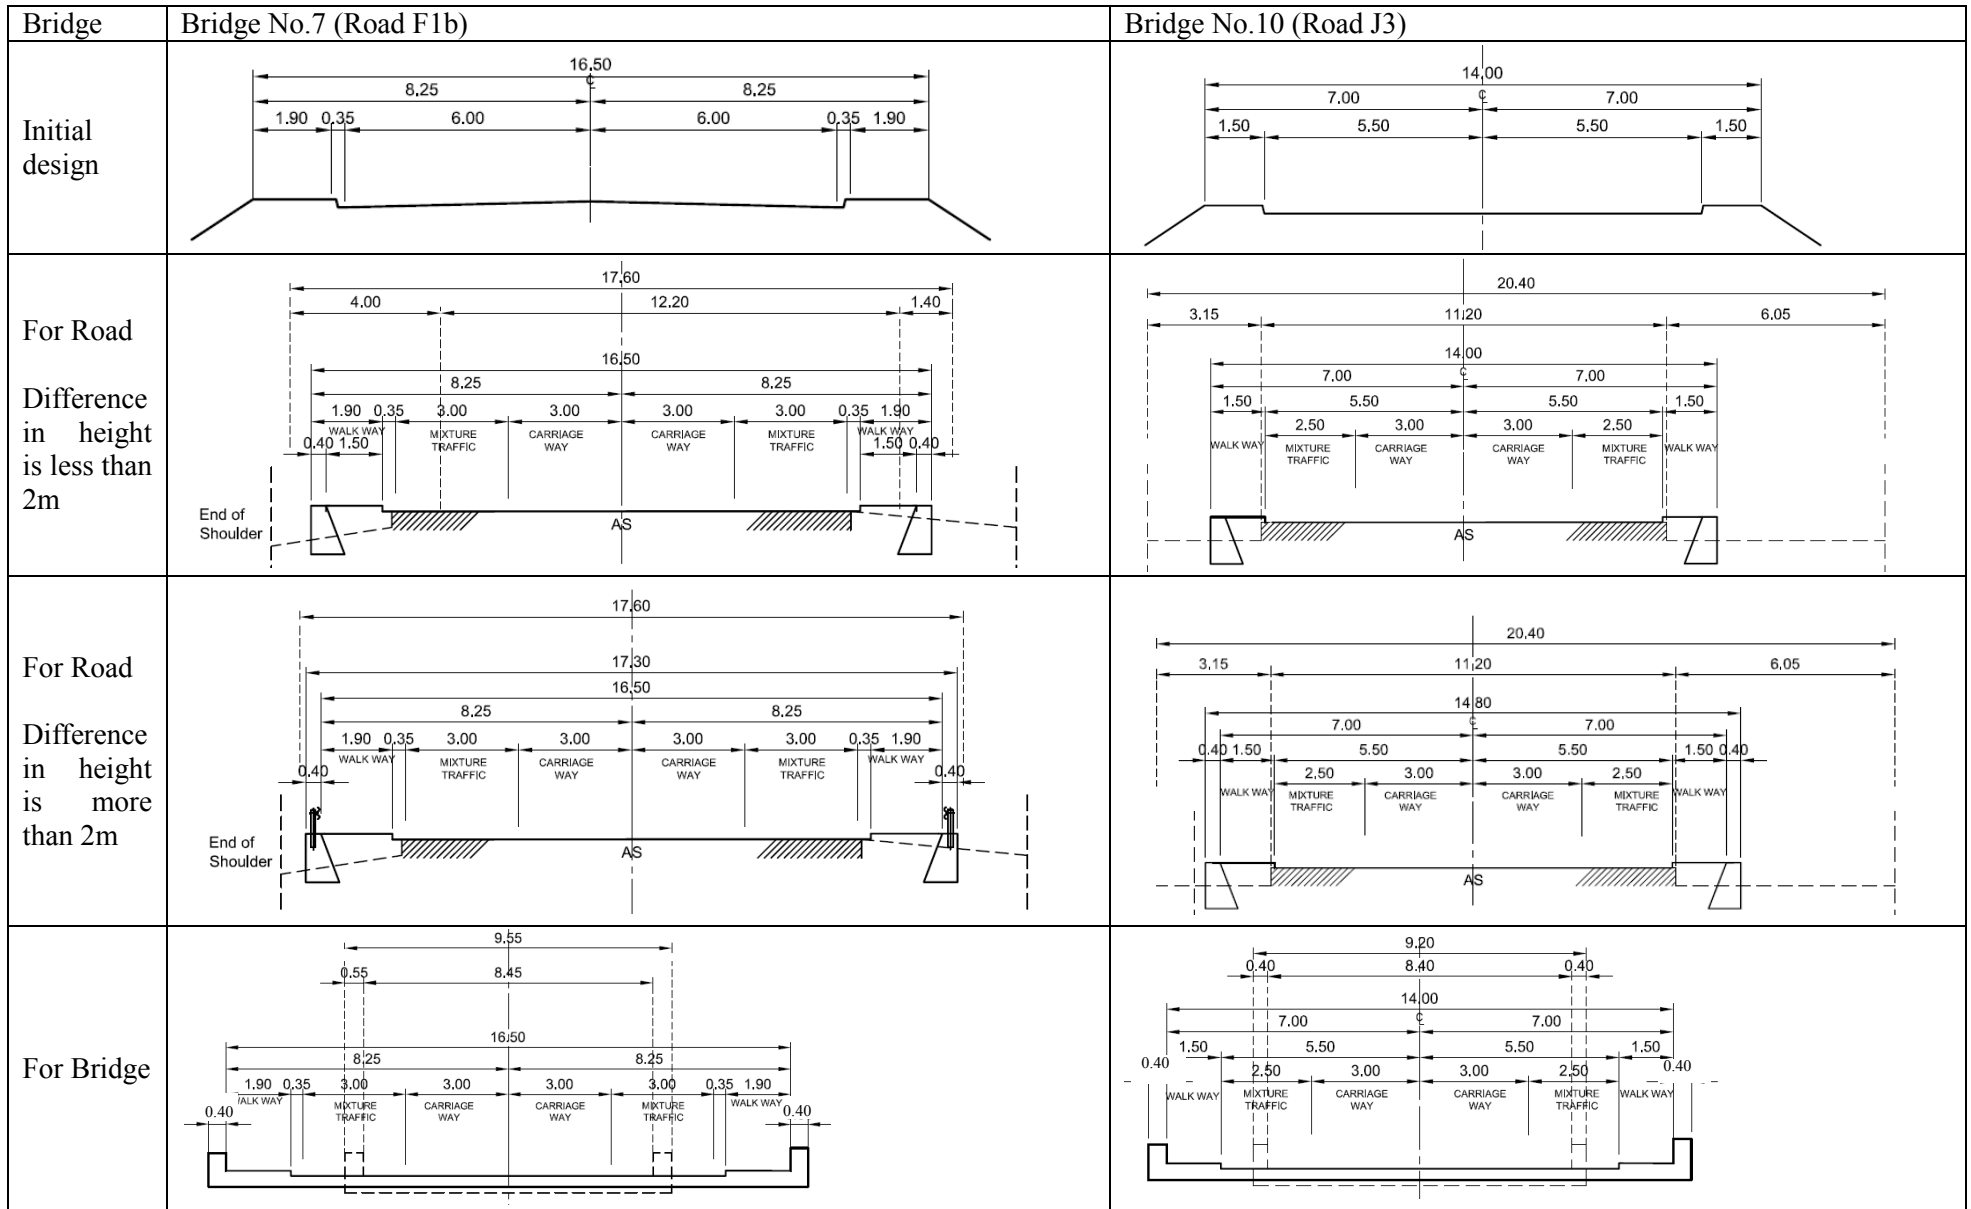 Bridge
Bridge No.7 (Road F1b)
Bridge No.10 (Road J3)
Initial
design
16.50
℄
8.25 8.25
1.90 0.35 6.00 6.00 0.35 1.90
14.00
℄
7.00 7.00
1.50 5.50 5.50 1.50
For Road
Difference
in height
is less than
2m
17.60
4.00 12.20 1.40
16.50
8.25 8.25
1.90 0.35 3.00 3.00 3.00 3.00 0.35 1.90
WALK WAY MIXTURE CARRIAGE CARRIAGE MIXTURE WALK WAY
TRAFFIC WAY WAY TRAFFIC
0.40 1.50 1.50 0.40
End of
Shoulder
AS
20.40
3.15 11.20 6.05
14.00
℄
7.00 7.00
1.50 5.50 5.50 1.50
2.50 3.00 3.00 2.50
WALK WAY MIXTURE CARRIAGE CARRIAGE MIXTURE WALK WAY
TRAFFIC WAY WAY TRAFFIC
AS
For Road
Difference
in height
is more
than 2m
17.60
17.30
16.50
8.25 8.25
1.90 0.35 3.00 3.00 3.00 3.00 0.35 1.90
WALK WAY MIXTURE CARRIAGE CARRIAGE MIXTURE WALK WAY
TRAFFIC WAY WAY TRAFFIC
0.40 0.40
End of
Shoulder
AS
20.40
3.15 11.20 6.05
14.80
7.00 ℄ 7.00
0.40 1.50 5.50 5.50 1.50 0.40
2.50 3.00 3.00 2.50
WALK WAY MIXTURE CARRIAGE CARRIAGE MIXTURE WALK WAY
TRAFFIC WAY WAY TRAFFIC
AS
For Bridge
9.55
0.55 8.45
16.50
8.25 8.25
1.90 0.35 3.00 3.00 3.00 3.00 0.35 1.90
ALK WAY MIXTURE CARRIAGE CARRIAGE MIXTURE WALK WAY
TRAFFIC WAY WAY TRAFFIC
0.40 0.40
9.20
0.40 8.40 0.40
14.00
℄
7.00 7.00
1.50 5.50 5.50 1.50
0.40 0.40
2.50 3.00 3.00 2.50
WALK WAY MIXTURE CARRIAGE CARRIAGE MIXTURE WALK WAY
TRAFFIC WAY WAY TRAFFIC